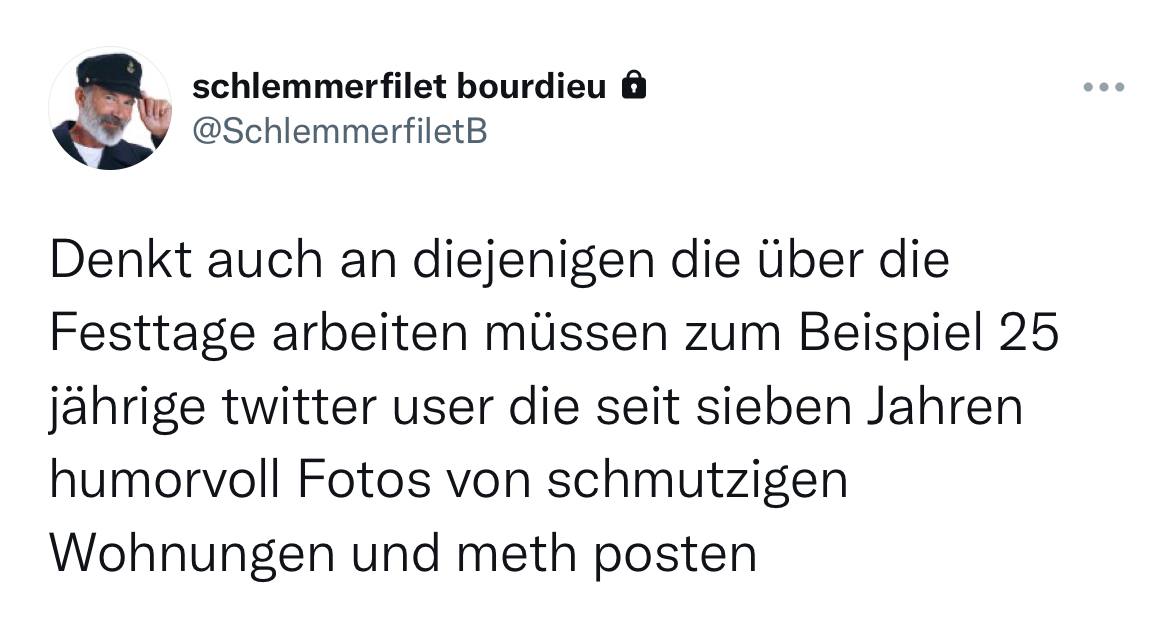 schlemmerfilet bourdieu
@SchlemmerfiletB
Denkt auch an diejenigen die über die
Festtage arbeiten müssen zum Beispiel 25
jährige twitter user die seit sieben Jahren
humorvoll Fotos von schmutzigen
Wohnungen und meth posten